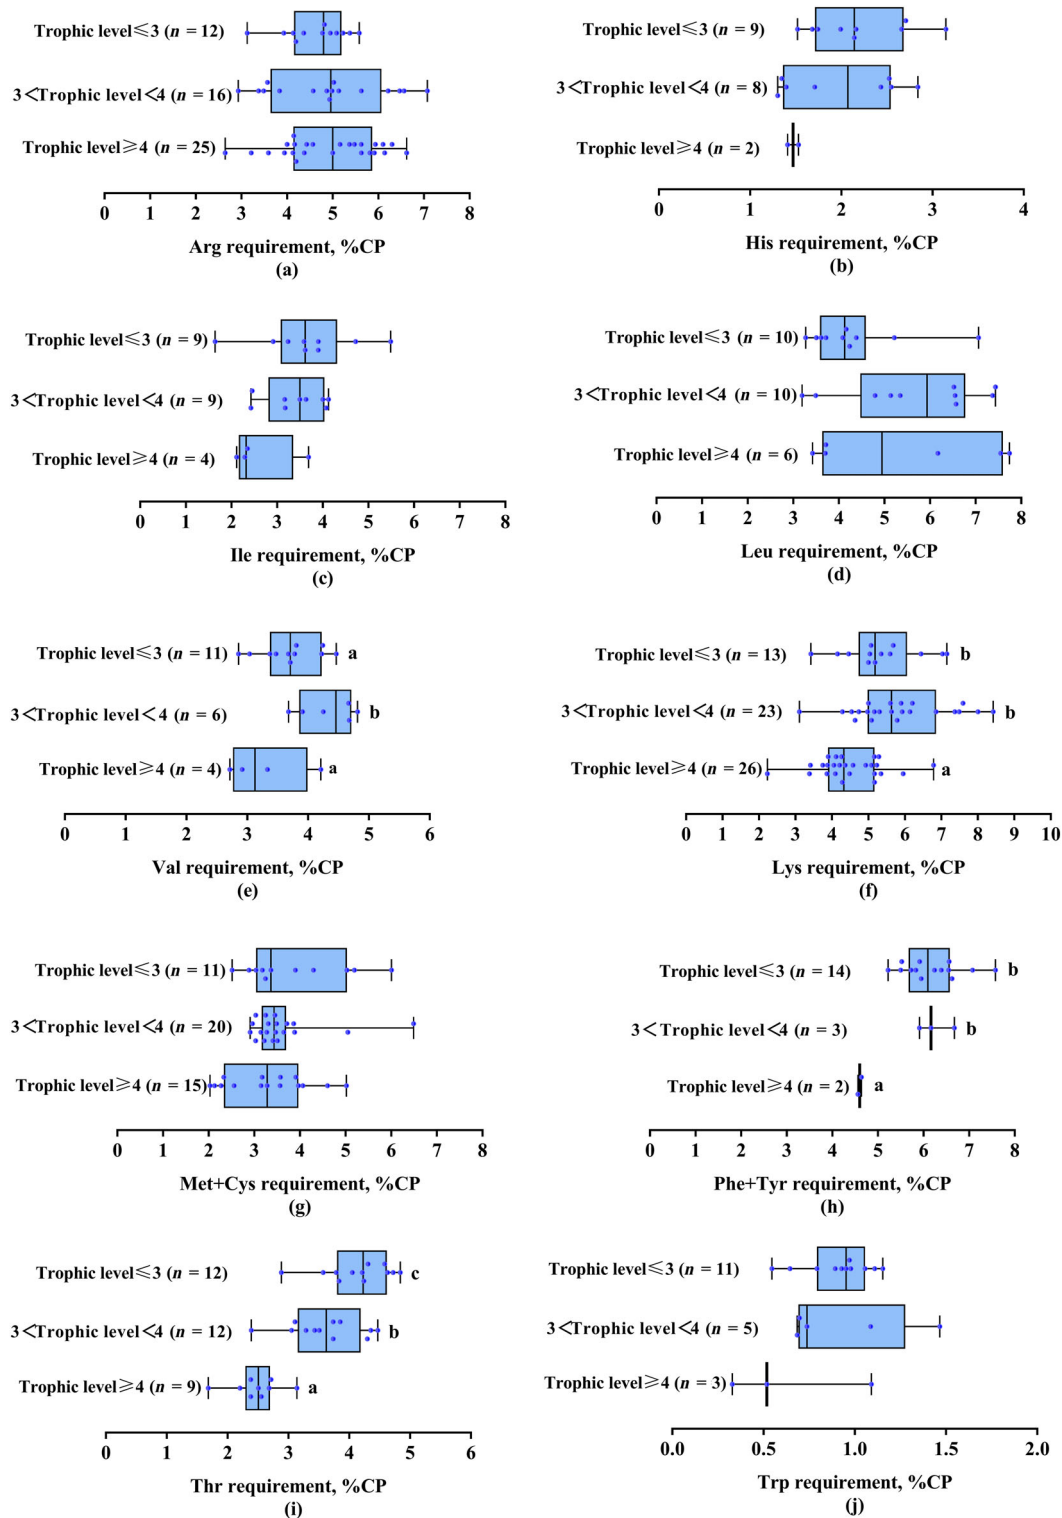 Trophic level≤3 (n = 12)
3<Trophic level<4 (n = 16)
Trophic level≥4 (n = 25)
0 1 2 3 4 5 6 7 8
Arg requirement, %CP
(a)
Trophic level≤3 (n = 9)
3<Trophic level<4 (n = 8)
Trophic level≥4 (n = 2)
0 1 2 3 4
His requirement, %CP
(b)
Trophic level≤3 (n = 9)
3<Trophic level<4 (n = 9)
Trophic level≥4 (n = 4)
0 1 2 3 4 5 6 7 8
Ile requirement, %CP
(c)
Trophic level≤3 (n = 10)
3<Trophic level<4 (n = 10)
Trophic level≥4 (n = 6)
0 1 2 3 4 5 6 7 8
Leu requirement, %CP
(d)
Trophic level≤3 (n = 11) a
3<Trophic level<4 (n = 6) b
Trophic level≥4 (n = 4) a
0 1 2 3 4 5 6
Val requirement, %CP
(e)
Trophic level≤3 (n = 13) b
3<Trophic level<4 (n = 23) b
Trophic level≥4 (n = 26) a
0 1 2 3 4 5 6 7 8 9 10
Lys requirement, %CP
(f)
Trophic level≤3 (n = 11)
3<Trophic level<4 (n = 20)
Trophic level≥4 (n = 15)
0 1 2 3 4 5 6 7 8
Met+Cys requirement, %CP
(g)
Trophic level≤3 (n = 14) b
3<Trophic level<4 (n = 3) b
Trophic level≥4 (n = 2) a
0 1 2 3 4 5 6 7 8
Phe+Tyr requirement, %CP
(h)
Trophic level≤3 (n = 12) c
3<Trophic level<4 (n = 12) b
Trophic level≥4 (n = 9) a
0 1 2 3 4 5 6
Thr requirement, %CP
(i)
Trophic level≤3 (n = 11)
3<Trophic level<4 (n = 5)
Trophic level≥4 (n = 3)
0.0 0.5 1.0 1.5 2.0
Trp requirement, %CP
(j)